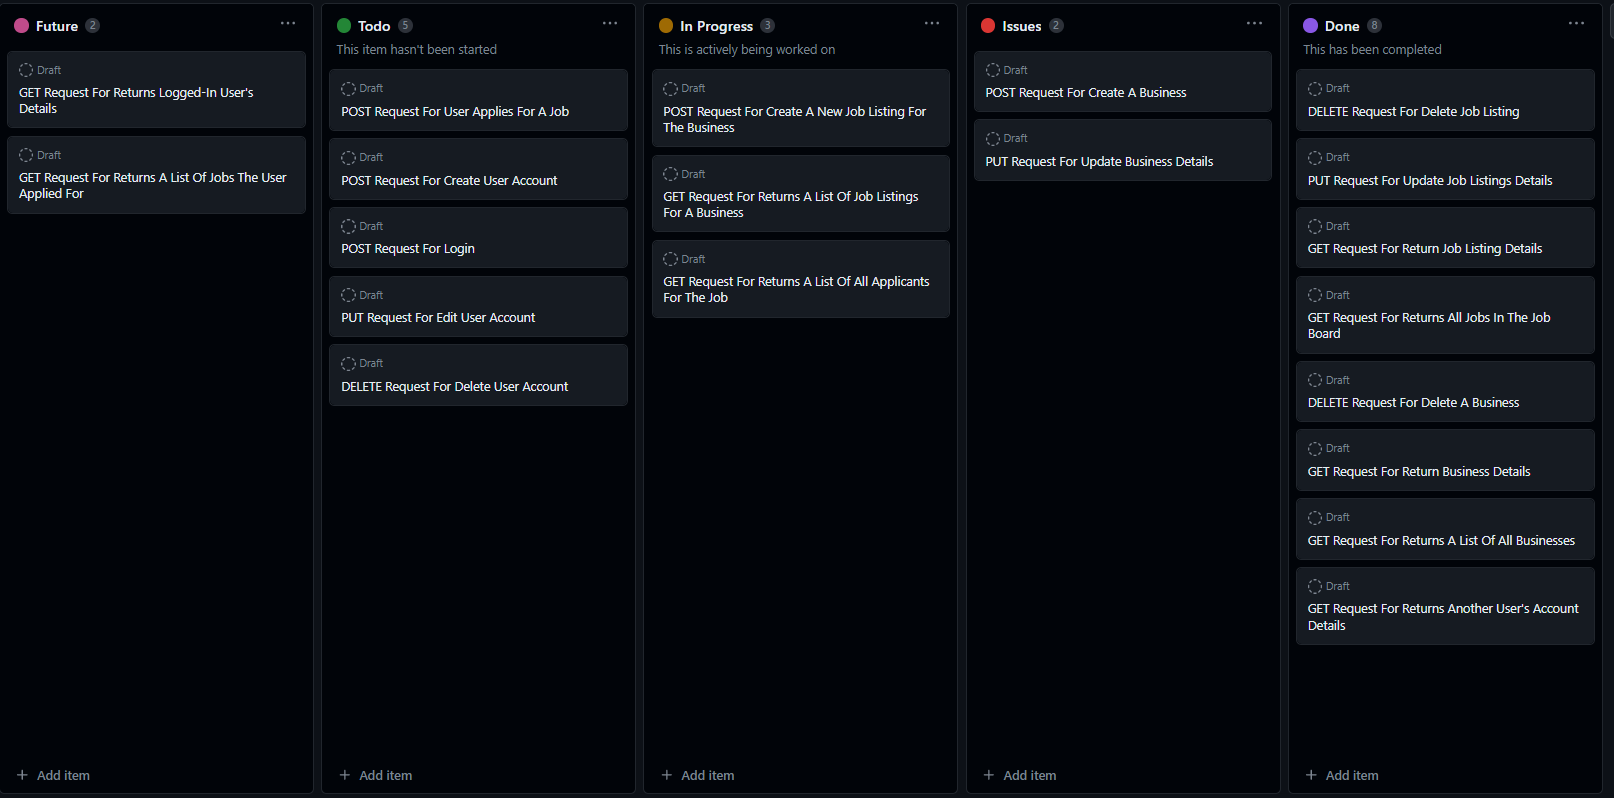 Future 2
Draft
GET Request For Returns Logged-In User's
Details
Draft
GET Request For Returns A List Of Jobs The User
Applied For
Add item
Todo 5
This item hasn't been started
Draft
POST Request For User Applies For A Job
Draft
POST Request For Create User Account
Draft
POST Request For Login
Draft
PUT Request For Edit User Account
Draft
DELETE Request For Delete User Account
Add item
In Progress 3
This is actively being worked on
Draft
POST Request For Create A New Job Listing For
The Business
Draft
GET Request For Returns A List Of Job Listings
For A Business
Draft
GET Request For Returns A List Of All Applicants
For The Job
Add item
Issues 2
Draft
POST Request For Create A Business
Draft
PUT Request For Update Business Details
Add item
Done 8
This has been completed
Draft
DELETE Request For Delete Job Listing
Draft
PUT Request For Update Job Listings Details
Draft
GET Request For Return Job Listing Details
Draft
GET Request For Returns All Jobs In The Job
Board
Draft
DELETE Request For Delete A Business
Draft
GET Request For Return Business Details
Draft
GET Request For Returns A List Of All Businesses
Draft
GET Request For Returns Another User's Account
Details
Add item